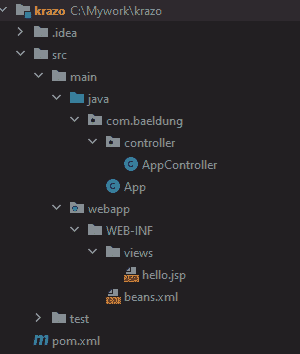 krazo C:\Mywork\krazo
.idea
src
main
java
com.baeldung
controller
AppController
App
webapp
WEB-INF
views
hello.jsp
beans.xml
test
pom.xml